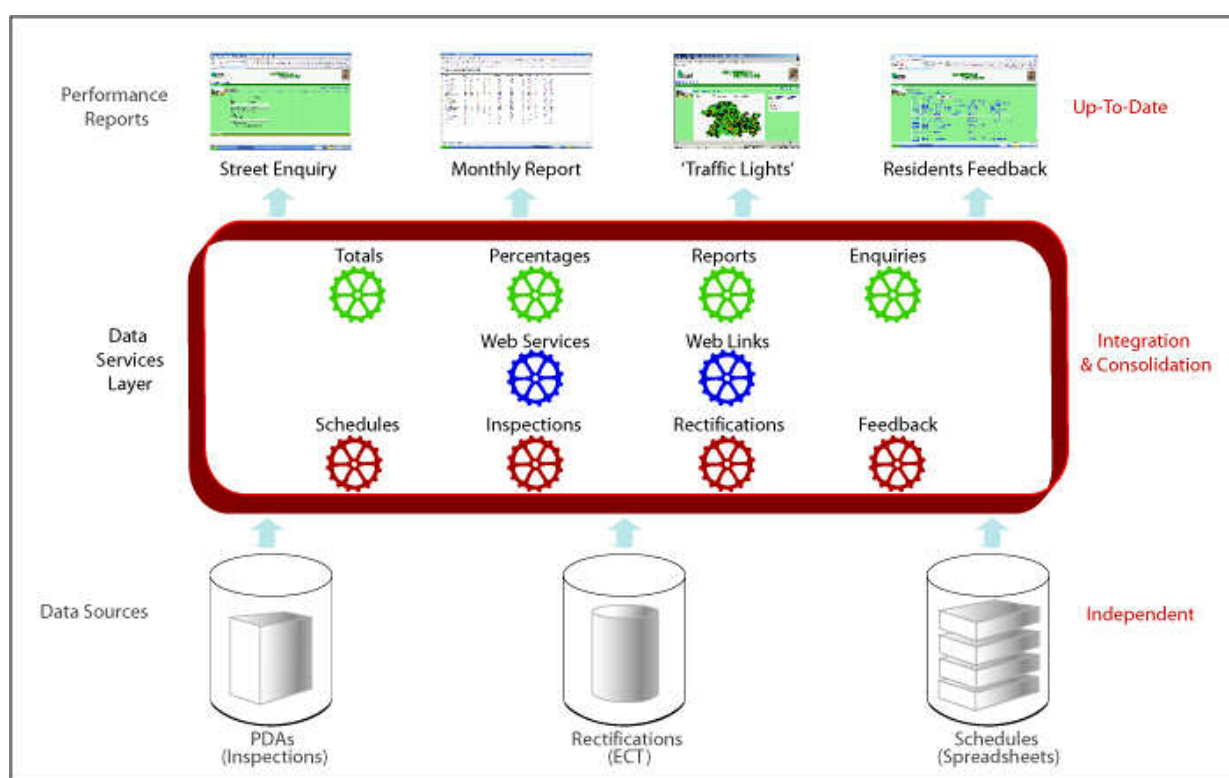 Performance
Reports
Up-To-Date
Street Enquiry
Monthly Report
'Traffic Lights'
Residents Feedback
Totals
Percentages
Reports
Enquiries
Data
Services
Layer
Web Services
Web Links
Integration
& Consolidation
Schedules
Inspections
Rectifications
Feedback
Data Sources
Independent
PDAs
(Inspections)
Rectifications
(ECT)
Schedules
(Spreadsheets)